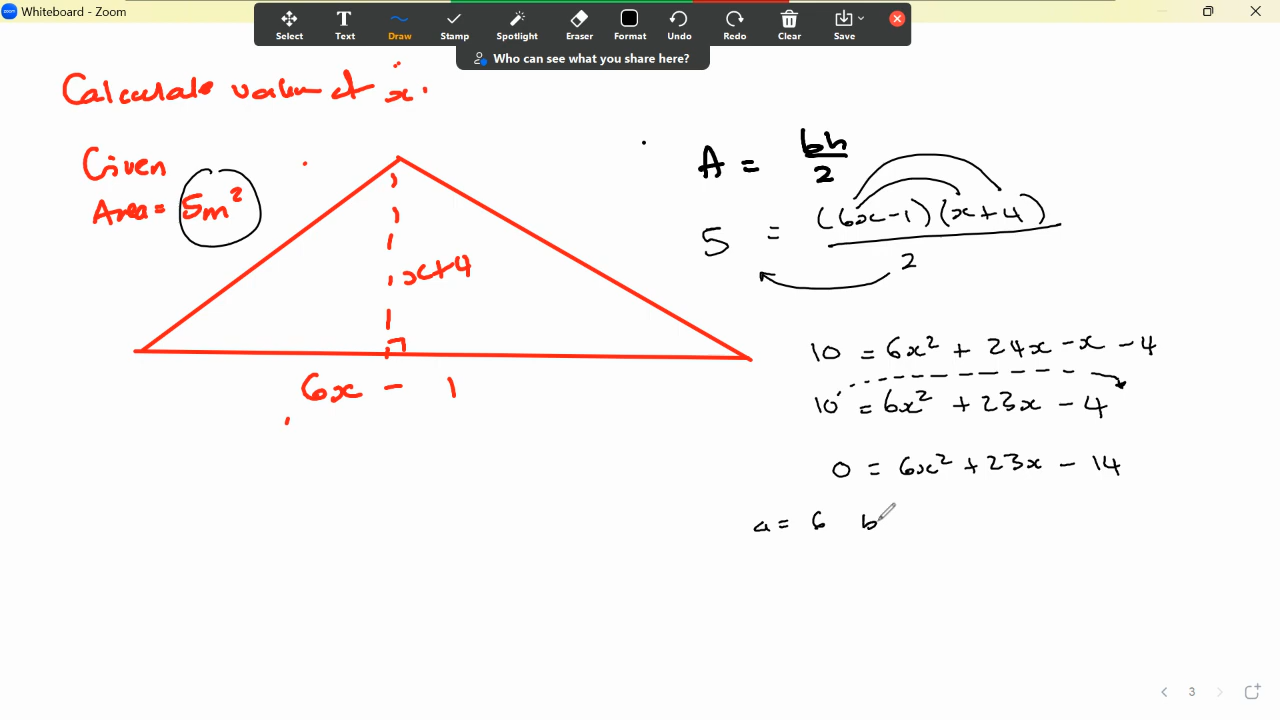 Whiteboard - Zoom
Select Text Draw Stamp Spotlight Eraser Format Undo Redo Clear Save
Who can see what you share here?
Calculate value of x.
Given
Area = 5m²
x+4
6x - 1
A = bh/2
5 = (6x-1)(x+4)/2
10 = 6x² + 24x - x - 4
10 = 6x² + 23x - 4
0 = 6x² + 23x - 14
a = 6 b
3